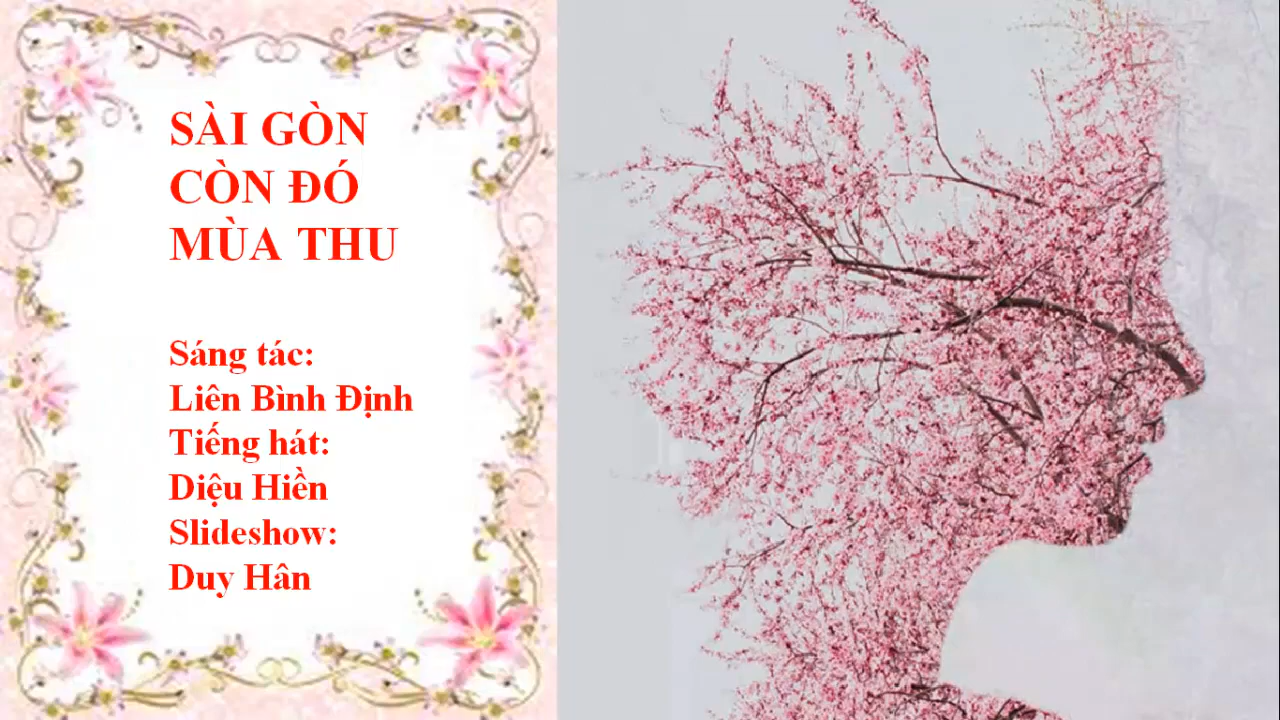 SÀI GÒN
CÒN ĐÓ
MÙA THU
Sáng tác:
Liên Bình Định
Tiếng hát:
Diệu Hiền
Slideshow:
Duy Hân